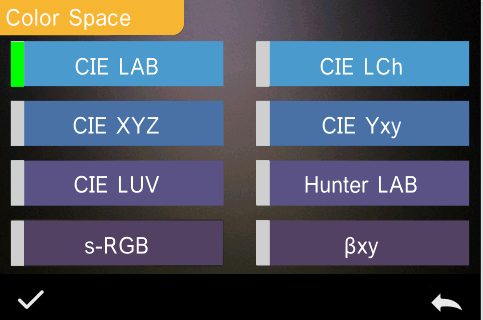 Color Space
CIE LAB
CIE LCh
CIE XYZ
CIE Yxy
CIE LUV
Hunter LAB
s-RGB
βxy